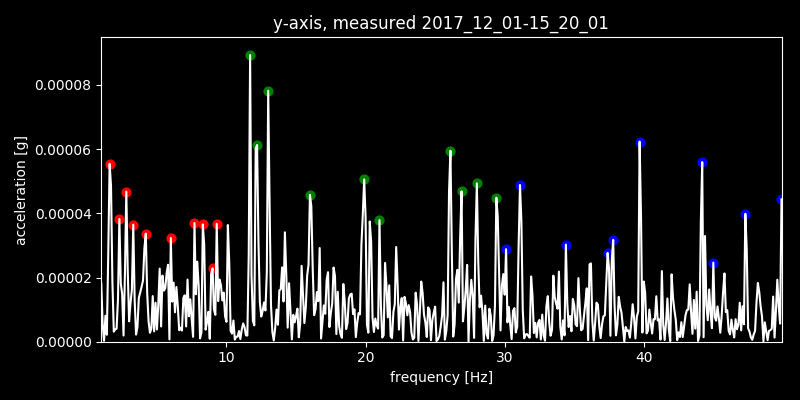 y-axis, measured 2017_12_01-15_20_01
acceleration [g]
0.00008
0.00006
0.00004
0.00002
0.00000
10 20 30 40
frequency [Hz]